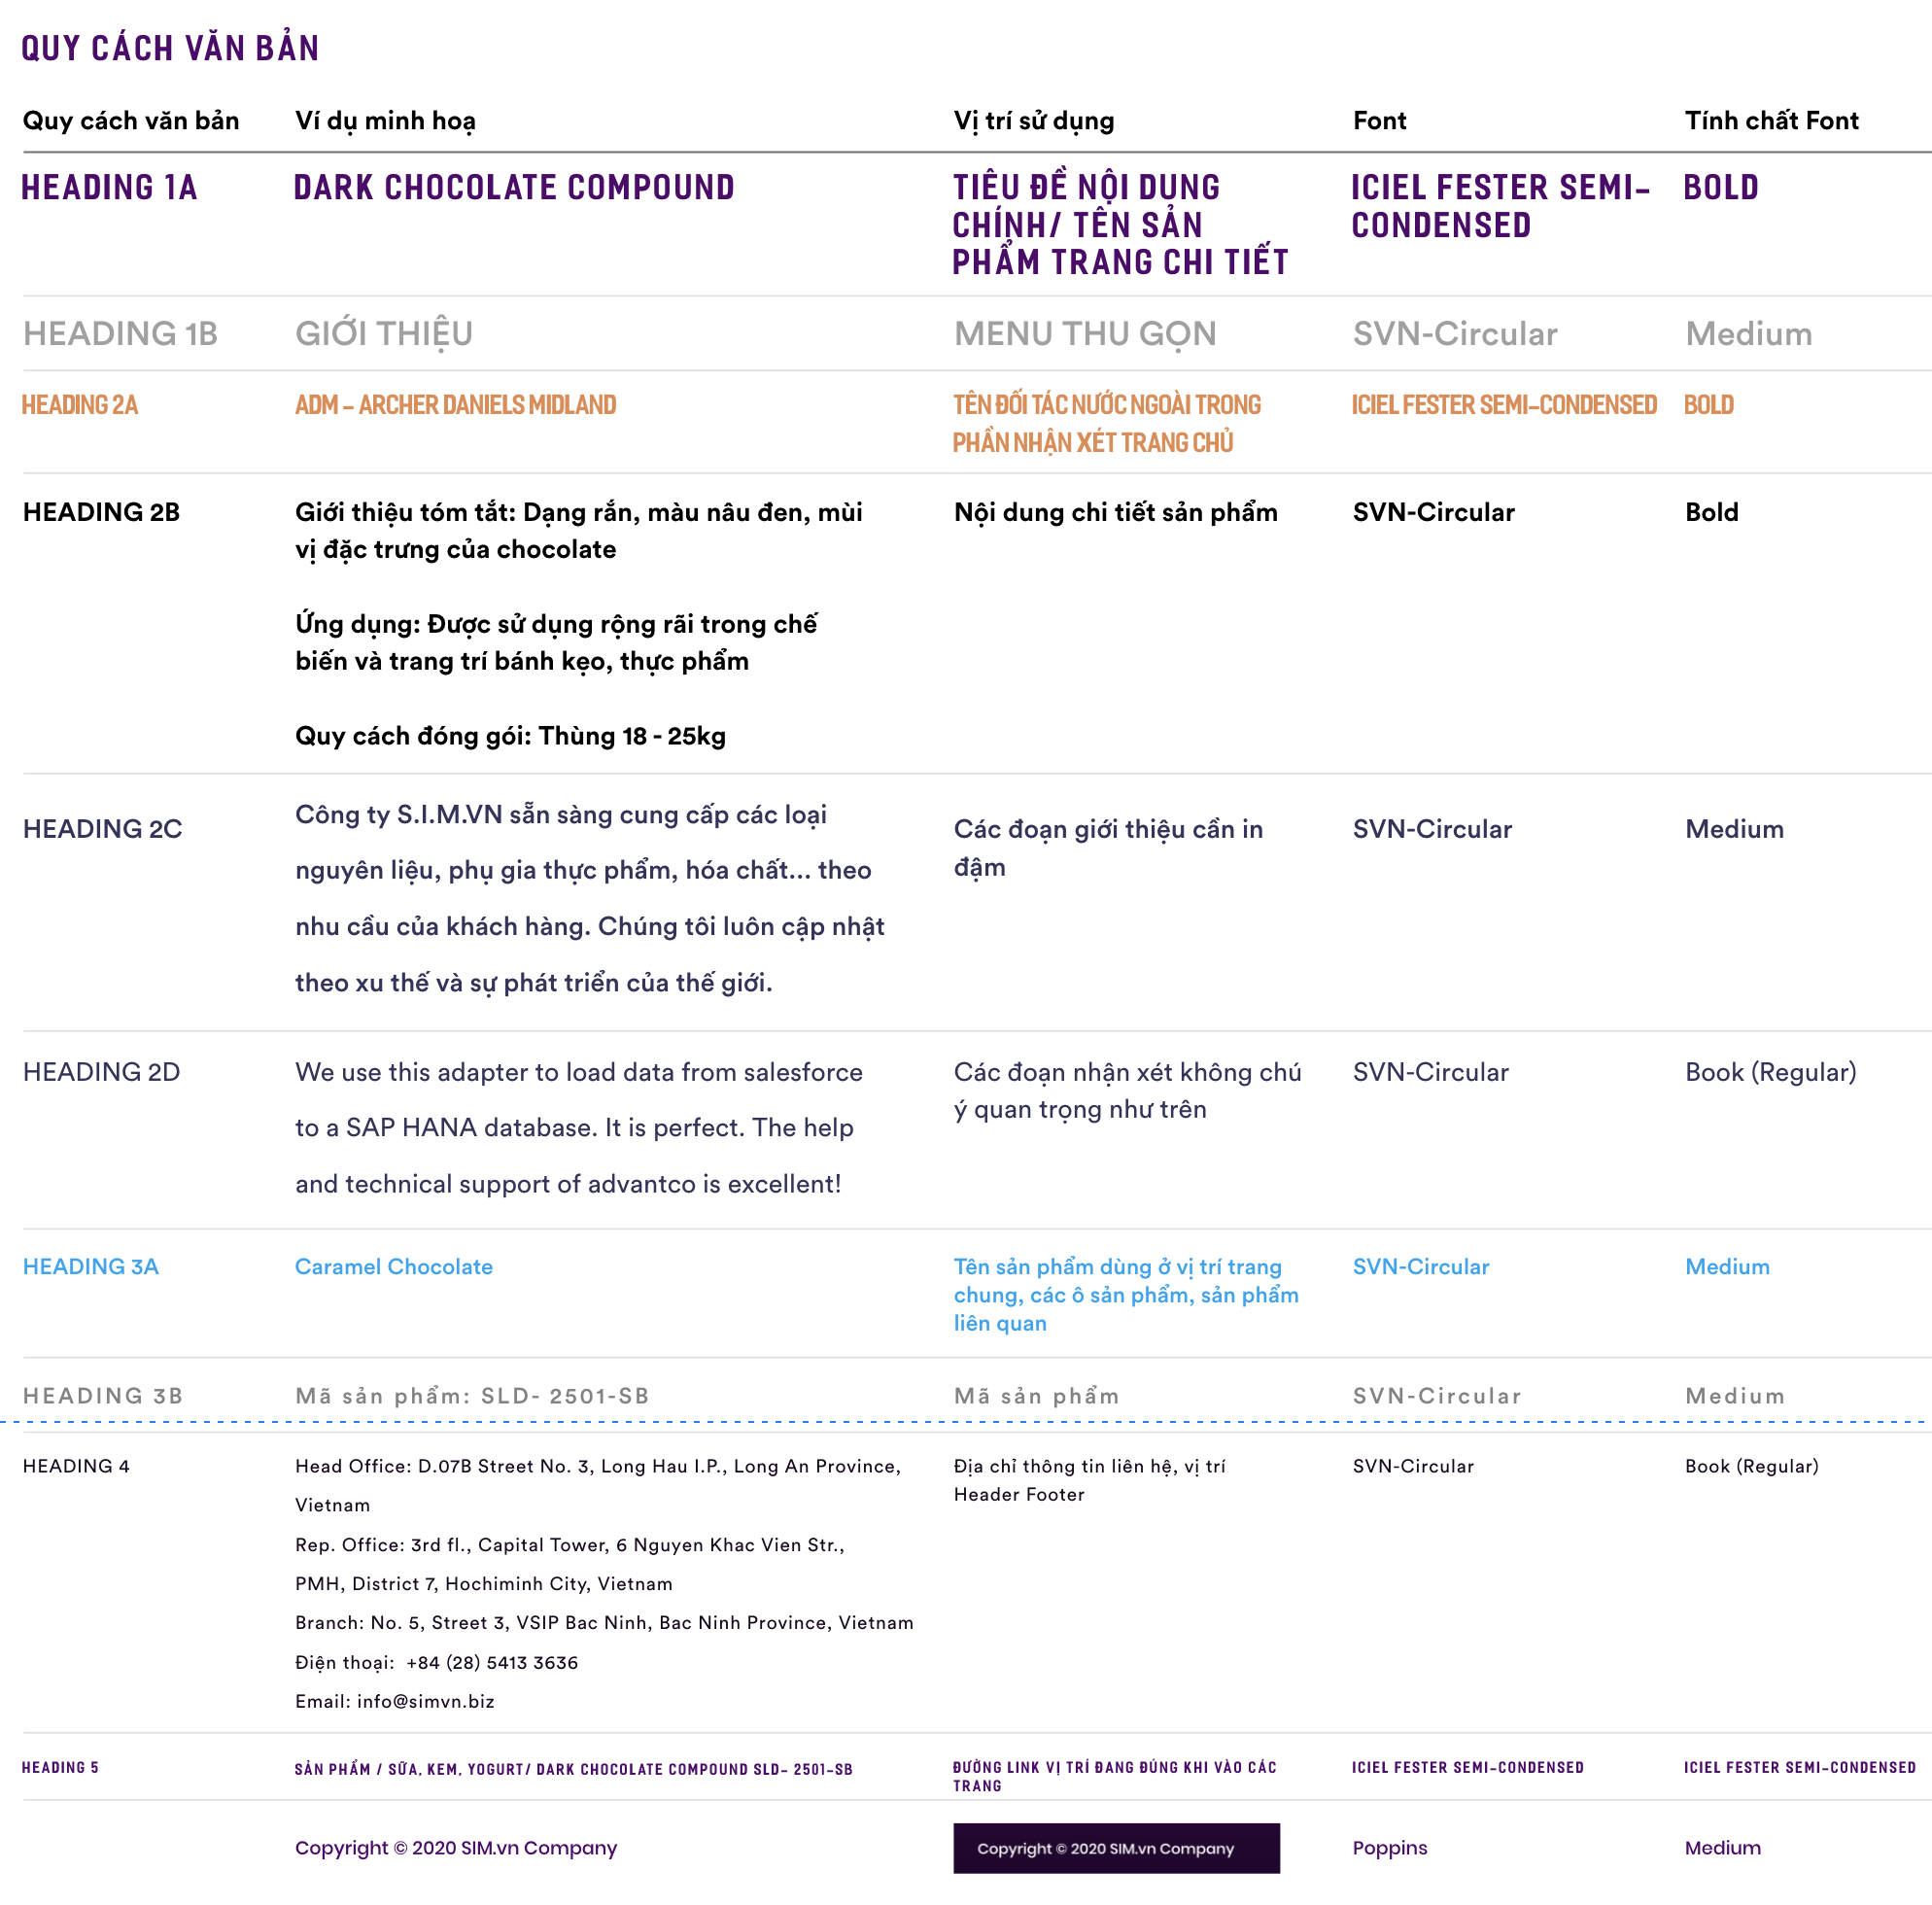 QUY CÁCH VĂN BẢN
Quy cách văn bản Ví dụ minh hoạ Vị trí sử dụng Font Tính chất Font
HEADING 1A DARK CHOCOLATE COMPOUND TIÊU ĐỀ NỘI DUNG ICIEL FESTER SEMI- BOLD
CHÍNH/ TÊN SẢN CONDENSED
PHẨM TRANG CHI TIẾT
HEADING 1B GIỚI THIỆU MENU THU GỌN SVN-Circular Medium
HEADING 2A ADM - ARCHER DANIELS MIDLAND TÊN ĐỐI TÁC NƯỚC NGOÀI TRONG ICIEL FESTER SEMI-CONDENSED BOLD
PHẦN NHẬN XÉT TRANG CHỦ
HEADING 2B Giới thiệu tóm tắt: Dạng rắn, màu nâu đen, mùi Nội dung chi tiết sản phẩm SVN-Circular Bold
vị đặc trưng của chocolate
Ứng dụng: Được sử dụng rộng rãi trong chế
biến và trang trí bánh kẹo, thực phẩm
Quy cách đóng gói: Thùng 18 - 25kg
HEADING 2C Công ty S.I.M.VN sẵn sàng cung cấp các loại Các đoạn giới thiệu cần in SVN-Circular Medium
nguyên liệu, phụ gia thực phẩm, hóa chất... theo đậm
nhu cầu của khách hàng. Chúng tôi luôn cập nhật
theo xu thế và sự phát triển của thế giới.
HEADING 2D We use this adapter to load data from salesforce Các đoạn nhận xét không chú SVN-Circular Book (Regular)
to a SAP HANA database. It is perfect. The help ý quan trọng như trên
and technical support of advantco is excellent!
HEADING 3A Caramel Chocolate Tên sản phẩm dùng ở vị trí trang SVN-Circular Medium
chung, các ô sản phẩm, sản phẩm
liên quan
HEADING 3B Mã sản phẩm: SLD- 2501-SB Mã sản phẩm SVN-Circular Medium
HEADING 4 Head Office: D.07B Street No. 3, Long Hau I.P., Long An Province, Địa chỉ thông tin liên hệ, vị trí SVN-Circular Book (Regular)
Vietnam Header Footer
Rep. Office: 3rd fl., Capital Tower, 6 Nguyen Khac Vien Str.,
PMH, District 7, Hochiminh City, Vietnam
Branch: No. 5, Street 3, VSIP Bac Ninh, Bac Ninh Province, Vietnam
Điện thoại: +84 (28) 5413 3636
Email: info@simvn.biz
HEADING 5 SẢN PHẨM / SỮA, KEM, YOGURT/ DARK CHOCOLATE COMPOUND SLD- 2501-SB ĐƯỜNG LINK VỊ TRÍ ĐANG ĐÚNG KHI VÀO CÁC ICIEL FESTER SEMI-CONDENSED ICIEL FESTER SEMI-CONDENSED
TRANG
Copyright © 2020 SIM.vn Company Copyright © 2020 SIM.vn Company Poppins Medium